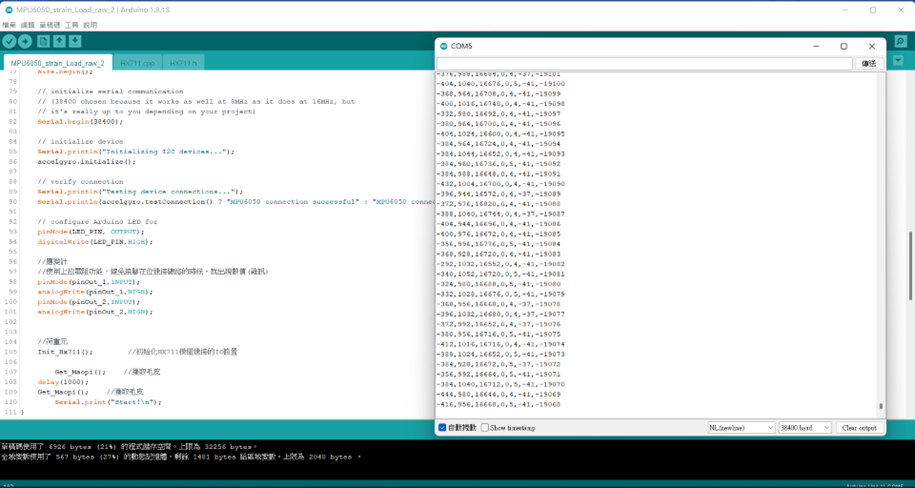 MPU6050_strain_Load_raw_2 | Arduino 1.8.18
檔案 編輯 草稿碼 工具 說明
MPU6050_strain_Load_raw_2 HX711.cpp HX711.h
77 Wire.begin();
78
79 // initialize serial communication
80 // (38400 chosen because it works as well at 8MHz as it does at 16MHz, but
81 // it's really up to you depending on your project)
82 Serial.begin(38400);
83
84 // initialize device
85 Serial.println("Initializing I2C devices...");
86 accelgyro.initialize();
87
88 // verify connection
89 Serial.println("Testing device connections...");
90 Serial.println(accelgyro.testConnection() ? "MPU6050 connection successful" : "MPU6050 connec
91
92 // configure Arduino LED for
93 pinMode(LED_PIN, OUTPUT);
94 digitalWrite(LED_PIN,HIGH);
95
96 //應變計
97
98 pinMode(pinOut_1,INPUT);
99 analogWrite(pinOut_1,HIGH);
100 pinMode(pinOut_2,INPUT);
101 analogWrite(pinOut_2,HIGH);
102
103
104 //荷重元
105 Init_Hx711(); //初始化HX711模組連接的IO設置
106
107 Get_Maopi(); //獲取毛皮
108 delay(1000);
109 Get_Maopi(); //獲取毛皮
110 Serial.print("Start!\n");
111 }
草稿碼使用了 6926 bytes (21%) 的程式儲存空間。上限為 32256 bytes。
全域變數使用了 567 bytes (27%) 的動態記憶體，剩餘 1481 bytes 給區域變數。上限為 2048 bytes 。
COM5
傳送
-376,988,16684,0,4,-37,-19101
-404,1040,16676,0,5,-41,-19100
-368,964,16708,0,4,-41,-19099
-400,1016,16748,0,4,-41,-19098
-332,980,16692,0,4,-41,-19097
-380,964,16700,0,4,-37,-19096
-404,1024,16600,0,4,-41,-19095
-384,964,16724,0,4,-41,-19094
-384,1044,16652,0,4,-41,-19093
-384,960,16736,0,5,-41,-19092
-384,988,16648,0,4,-41,-19091
-432,1004,16700,0,4,-41,-19090
-396,944,16572,0,4,-37,-19089
-372,976,16820,0,4,-41,-19088
-388,1040,16744,0,4,-37,-19087
-404,944,16696,0,4,-41,-19086
-400,976,16672,0,4,-41,-19085
-356,996,16776,0,5,-41,-19084
-368,928,16720,0,4,-41,-19083
-292,1032,16552,0,4,-41,-19082
-340,1052,16720,0,5,-41,-19081
-324,980,16688,0,5,-41,-19080
-332,1028,16676,0,5,-41,-19079
-368,956,16668,0,4,-37,-19078
-396,1032,16680,0,4,-37,-19077
-372,992,16652,0,4,-37,-19076
-380,956,16716,0,5,-41,-19075
-412,1016,16716,0,4,-41,-19074
-388,1024,16652,0,5,-41,-19073
-384,928,16672,0,5,-37,-19072
-356,992,16664,0,5,-41,-19071
-384,1040,16712,0,5,-41,-19070
-444,980,16644,0,4,-41,-19069
-416,956,16668,0,5,-41,-19068
自動捲動 Show timestamp NL(newline) 38400 baud Clear output